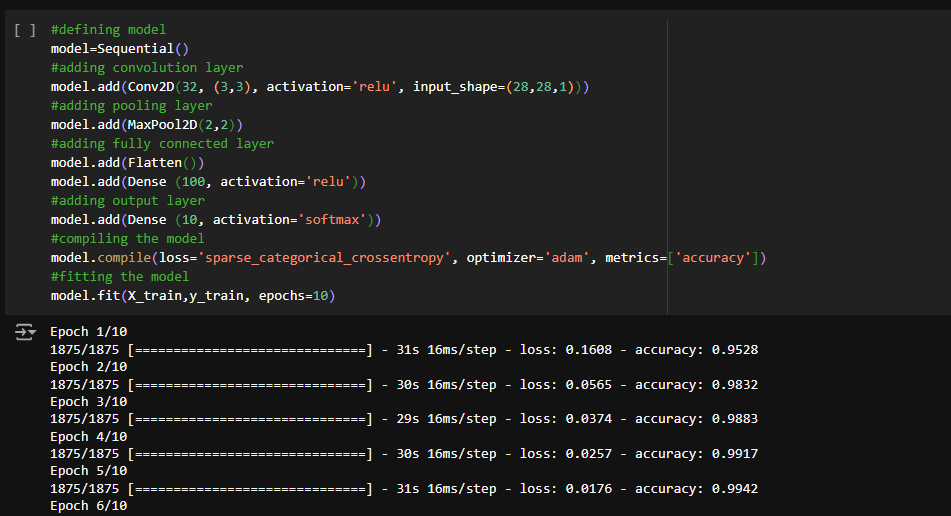 [ ] #defining model
model=Sequential()
#adding convolution layer
model.add(Conv2D(32, (3,3), activation='relu', input_shape=(28,28,1)))
#adding pooling layer
model.add(MaxPool2D(2,2))
#adding fully connected layer
model.add(Flatten())
model.add(Dense (100, activation='relu'))
#adding output layer
model.add(Dense (10, activation='softmax'))
#compiling the model
model.compile(loss='sparse_categorical_crossentropy', optimizer='adam', metrics=['accuracy'])
#fitting the model
model.fit(X_train,y_train, epochs=10)
Epoch 1/10
1875/1875 [==============================] - 31s 16ms/step - loss: 0.1608 - accuracy: 0.9528
Epoch 2/10
1875/1875 [==============================] - 30s 16ms/step - loss: 0.0565 - accuracy: 0.9832
Epoch 3/10
1875/1875 [==============================] - 29s 16ms/step - loss: 0.0374 - accuracy: 0.9883
Epoch 4/10
1875/1875 [==============================] - 30s 16ms/step - loss: 0.0257 - accuracy: 0.9917
Epoch 5/10
1875/1875 [==============================] - 31s 16ms/step - loss: 0.0176 - accuracy: 0.9942
Epoch 6/10